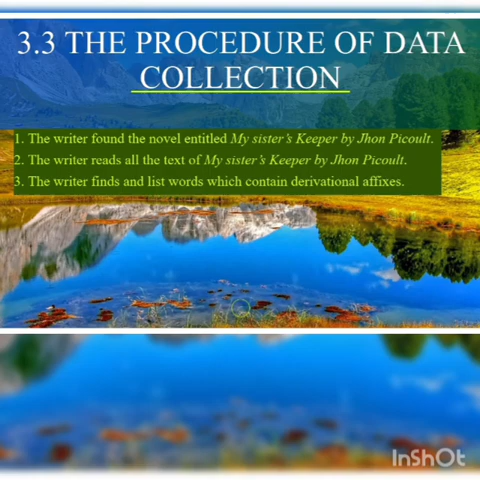 3.3 THE PROCEDURE OF DATA
COLLECTION
1. The writer found the novel entitled My sister's Keeper by Jhon Picoult.
2. The writer reads all the text of My sister's Keeper by Jhon Picoult.
3. The writer finds and list words which contain derivational affixes.
InShOt